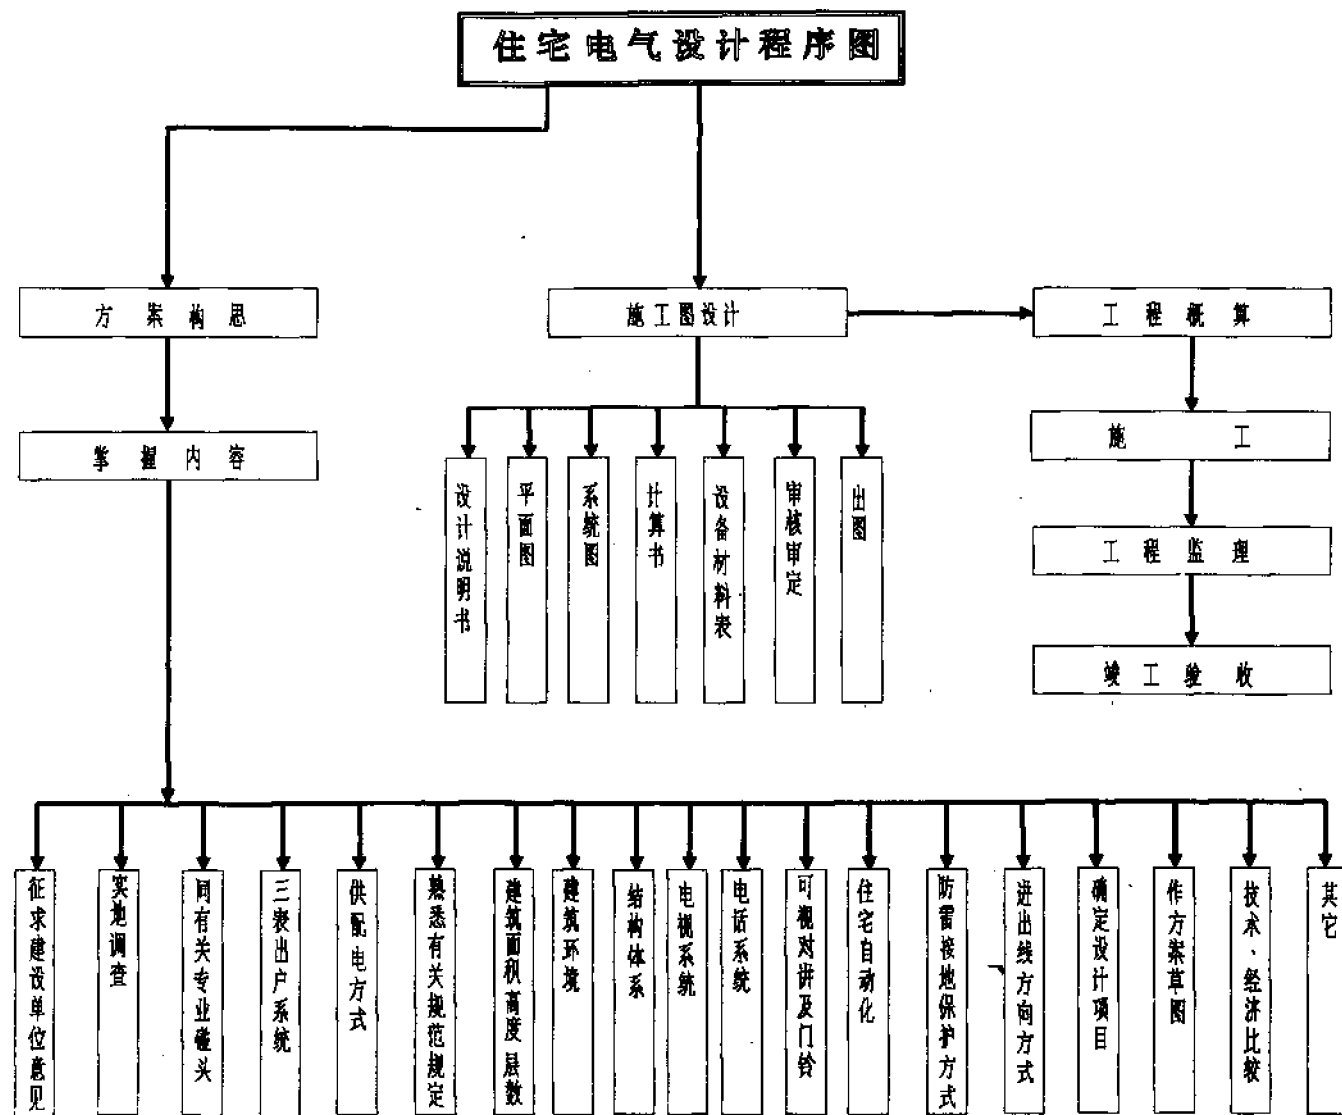 住宅电气设计程序图
方案构思
施工图设计
工程概算
掌握内容
施工
工程监理
竣工验收
设计说明书
平面图
系统图
计算书
设备材料表
审核审定
出图
征求建设单位意见
实地调查
同有关专业碰头
三表出户系统
供配电方式
熟悉有关规范规定
建筑面积高度层数
建筑环境
结构体系
电视系统
电话系统
可视对讲及门铃
住宅自动化
防雷接地保护方式
进出线方向方式
确定设计项目
作方案草图
技术、经济比较
其它